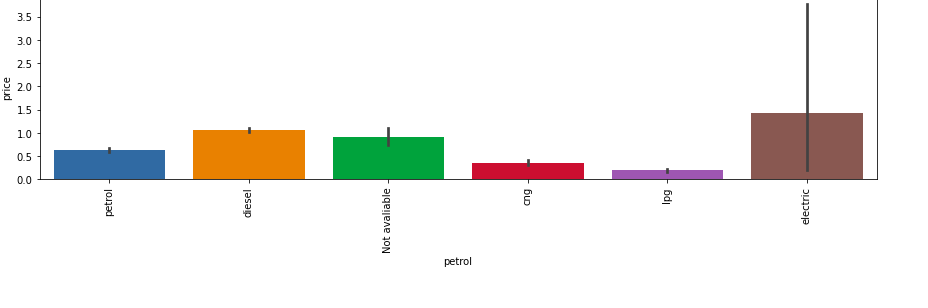 3.5
3.0
2.5
2.0
1.5
1.0
0.5
0.0
price
petrol
diesel
Not avaliable
cng
lpg
electric
petrol